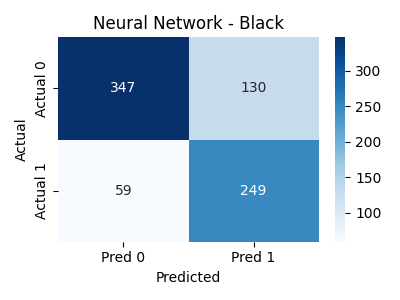 Neural Network - Black
Actual
Actual 0
347
130
Actual 1
59
249
Pred 0
Pred 1
Predicted
300
250
200
150
100